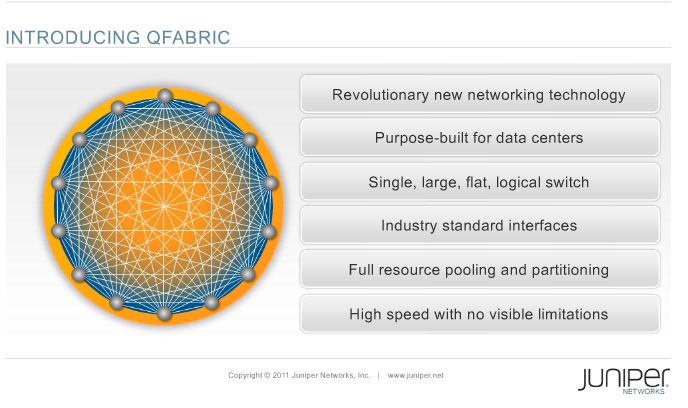 INTRODUCING QFABRIC
Revolutionary new networking technology
Purpose-built for data centers
Single, large, flat, logical switch
Industry standard interfaces
Full resource pooling and partitioning
High speed with no visible limitations
Copyright © 2011 Juniper Networks, Inc. | www.juniper.net
JUNIPER
NETWORKS